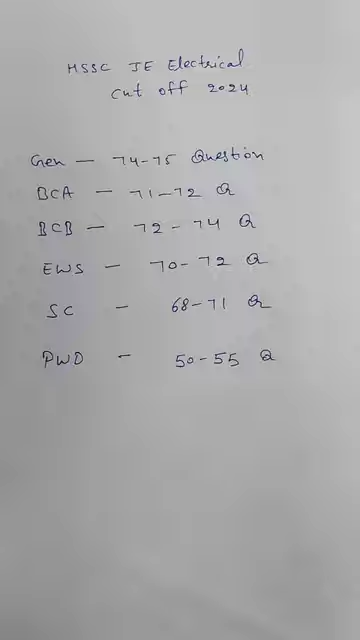 HSSC JE Electrical
Cut off 2024
Gen - 74-75 Question
BCA - 71-72 Q
BCB - 72-74 Q
EWS - 70-72 Q
SC - 68-71 Q
PWD - 50-55 Q